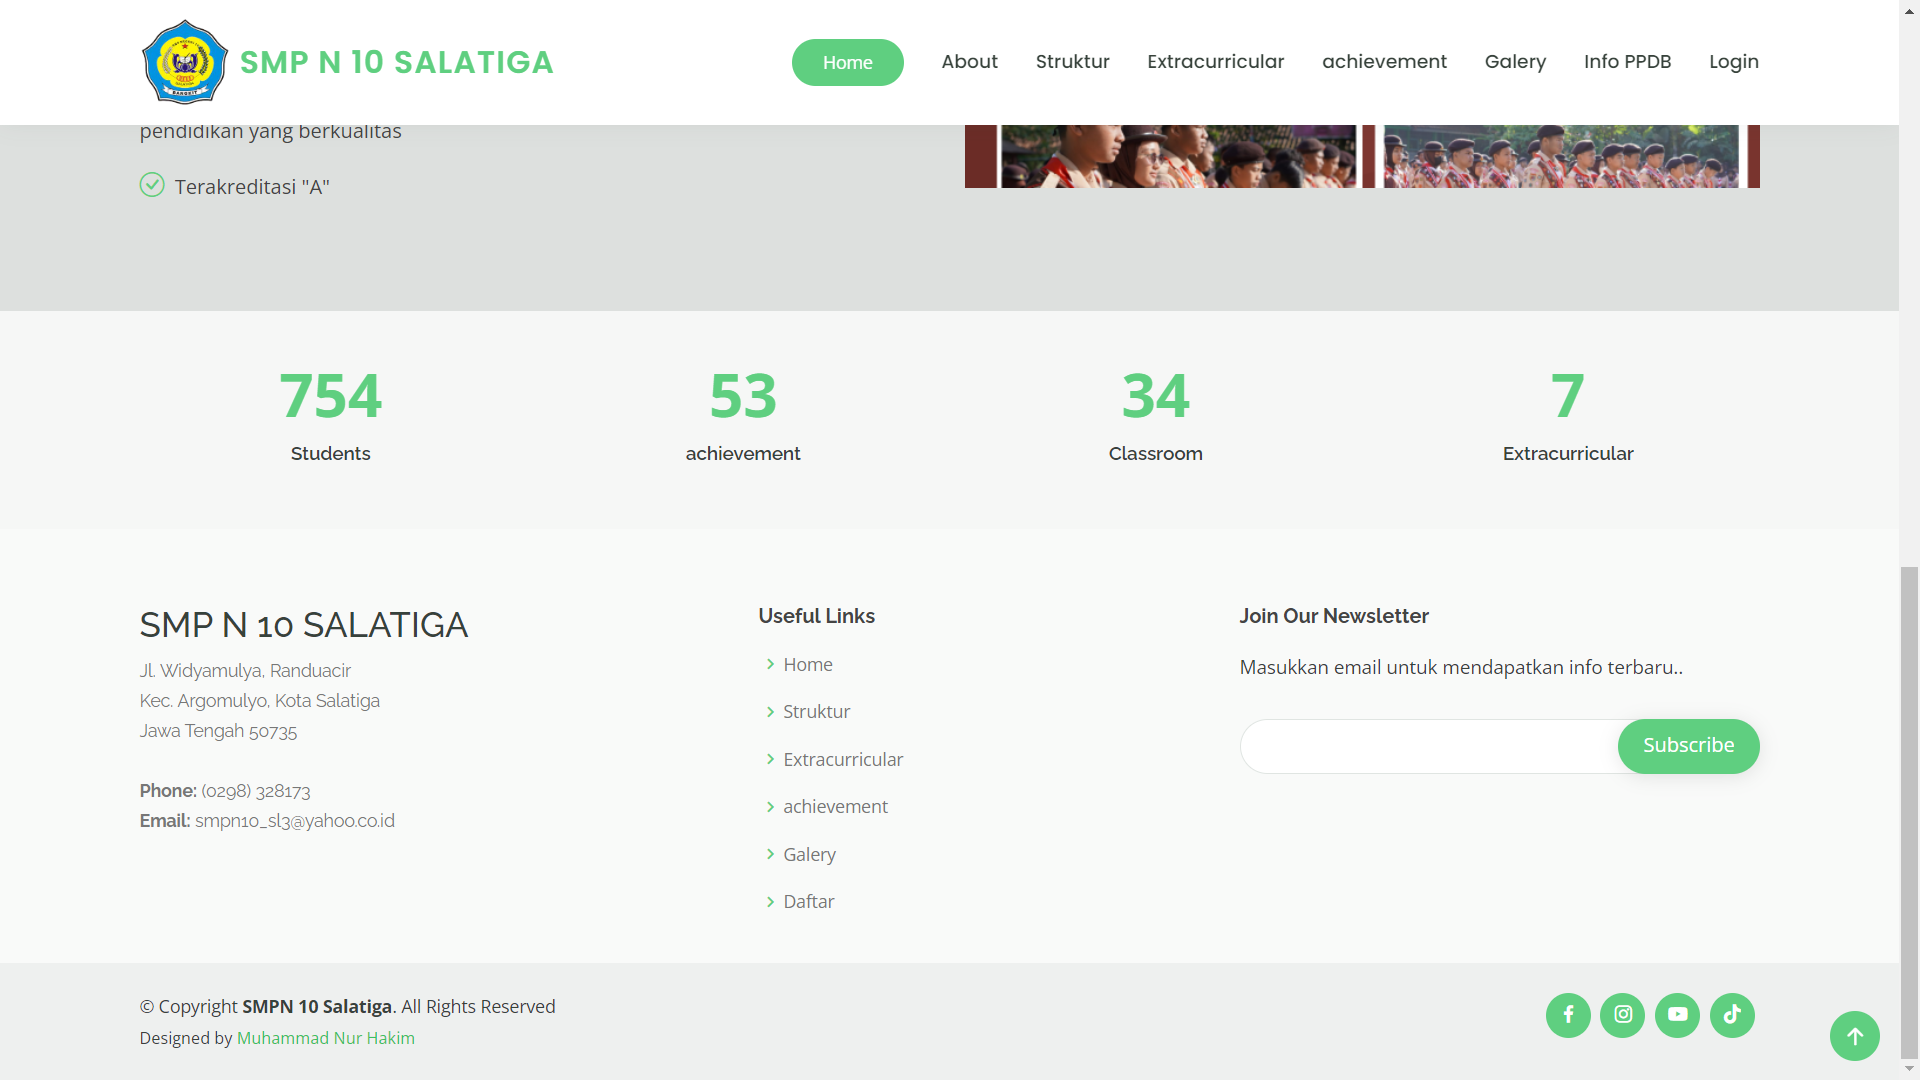 SMP N 10 SALATIGA
Home
About
Struktur
Extracurricular
achievement
Galery
Info PPDB
Login
pendidikan yang berkualitas
Terakreditasi "A"
754
Students
53
achievement
34
Classroom
7
Extracurricular
SMP N 10 SALATIGA
Jl. Widyamulya, Randuacir
Kec. Argomulyo, Kota Salatiga
Jawa Tengah 50735
Phone: (0298) 328173
Email: smpn10_sl3@yahoo.co.id
Useful Links
Home
Struktur
Extracurricular
achievement
Galery
Daftar
Join Our Newsletter
Masukkan email untuk mendapatkan info terbaru..
Subscribe
© Copyright SMPN 10 Salatiga. All Rights Reserved
Designed by Muhammad Nur Hakim